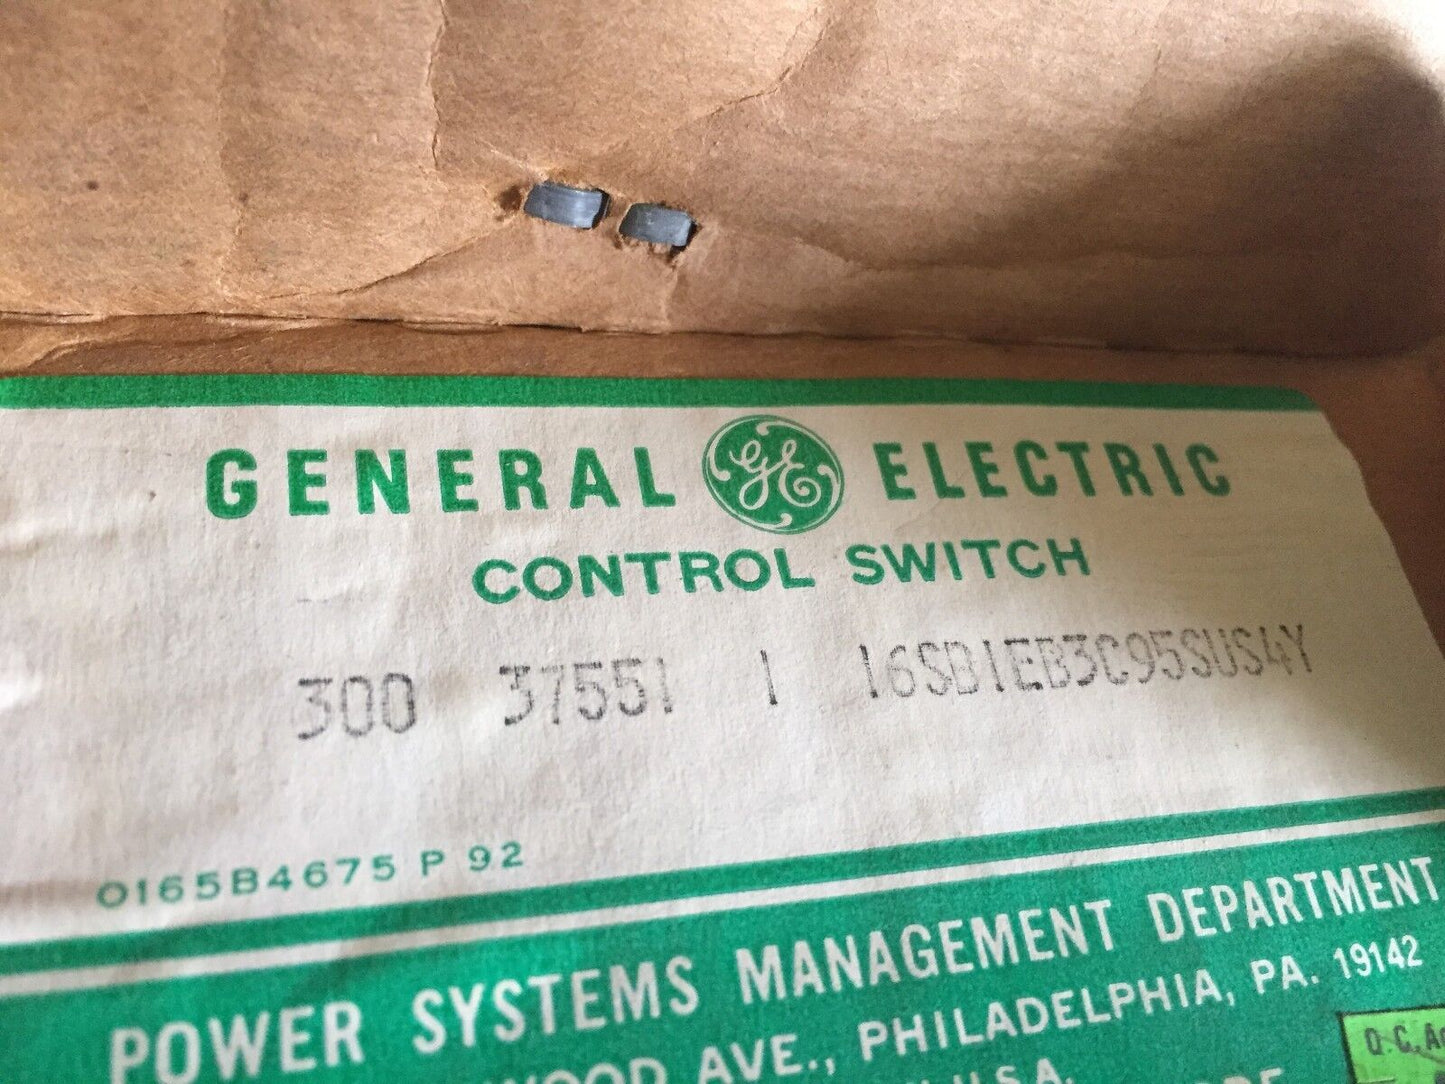 GENERAL GE ELECTRIC
CONTROL SWITCH
300 37551 1 16SB1EB3C95SUS4Y
0165B4675 P 92
POWER SYSTEMS MANAGEMENT DEPARTMENT
AVE., PHILADELPHIA, PA. 19142
U.S.A.
Q.C.